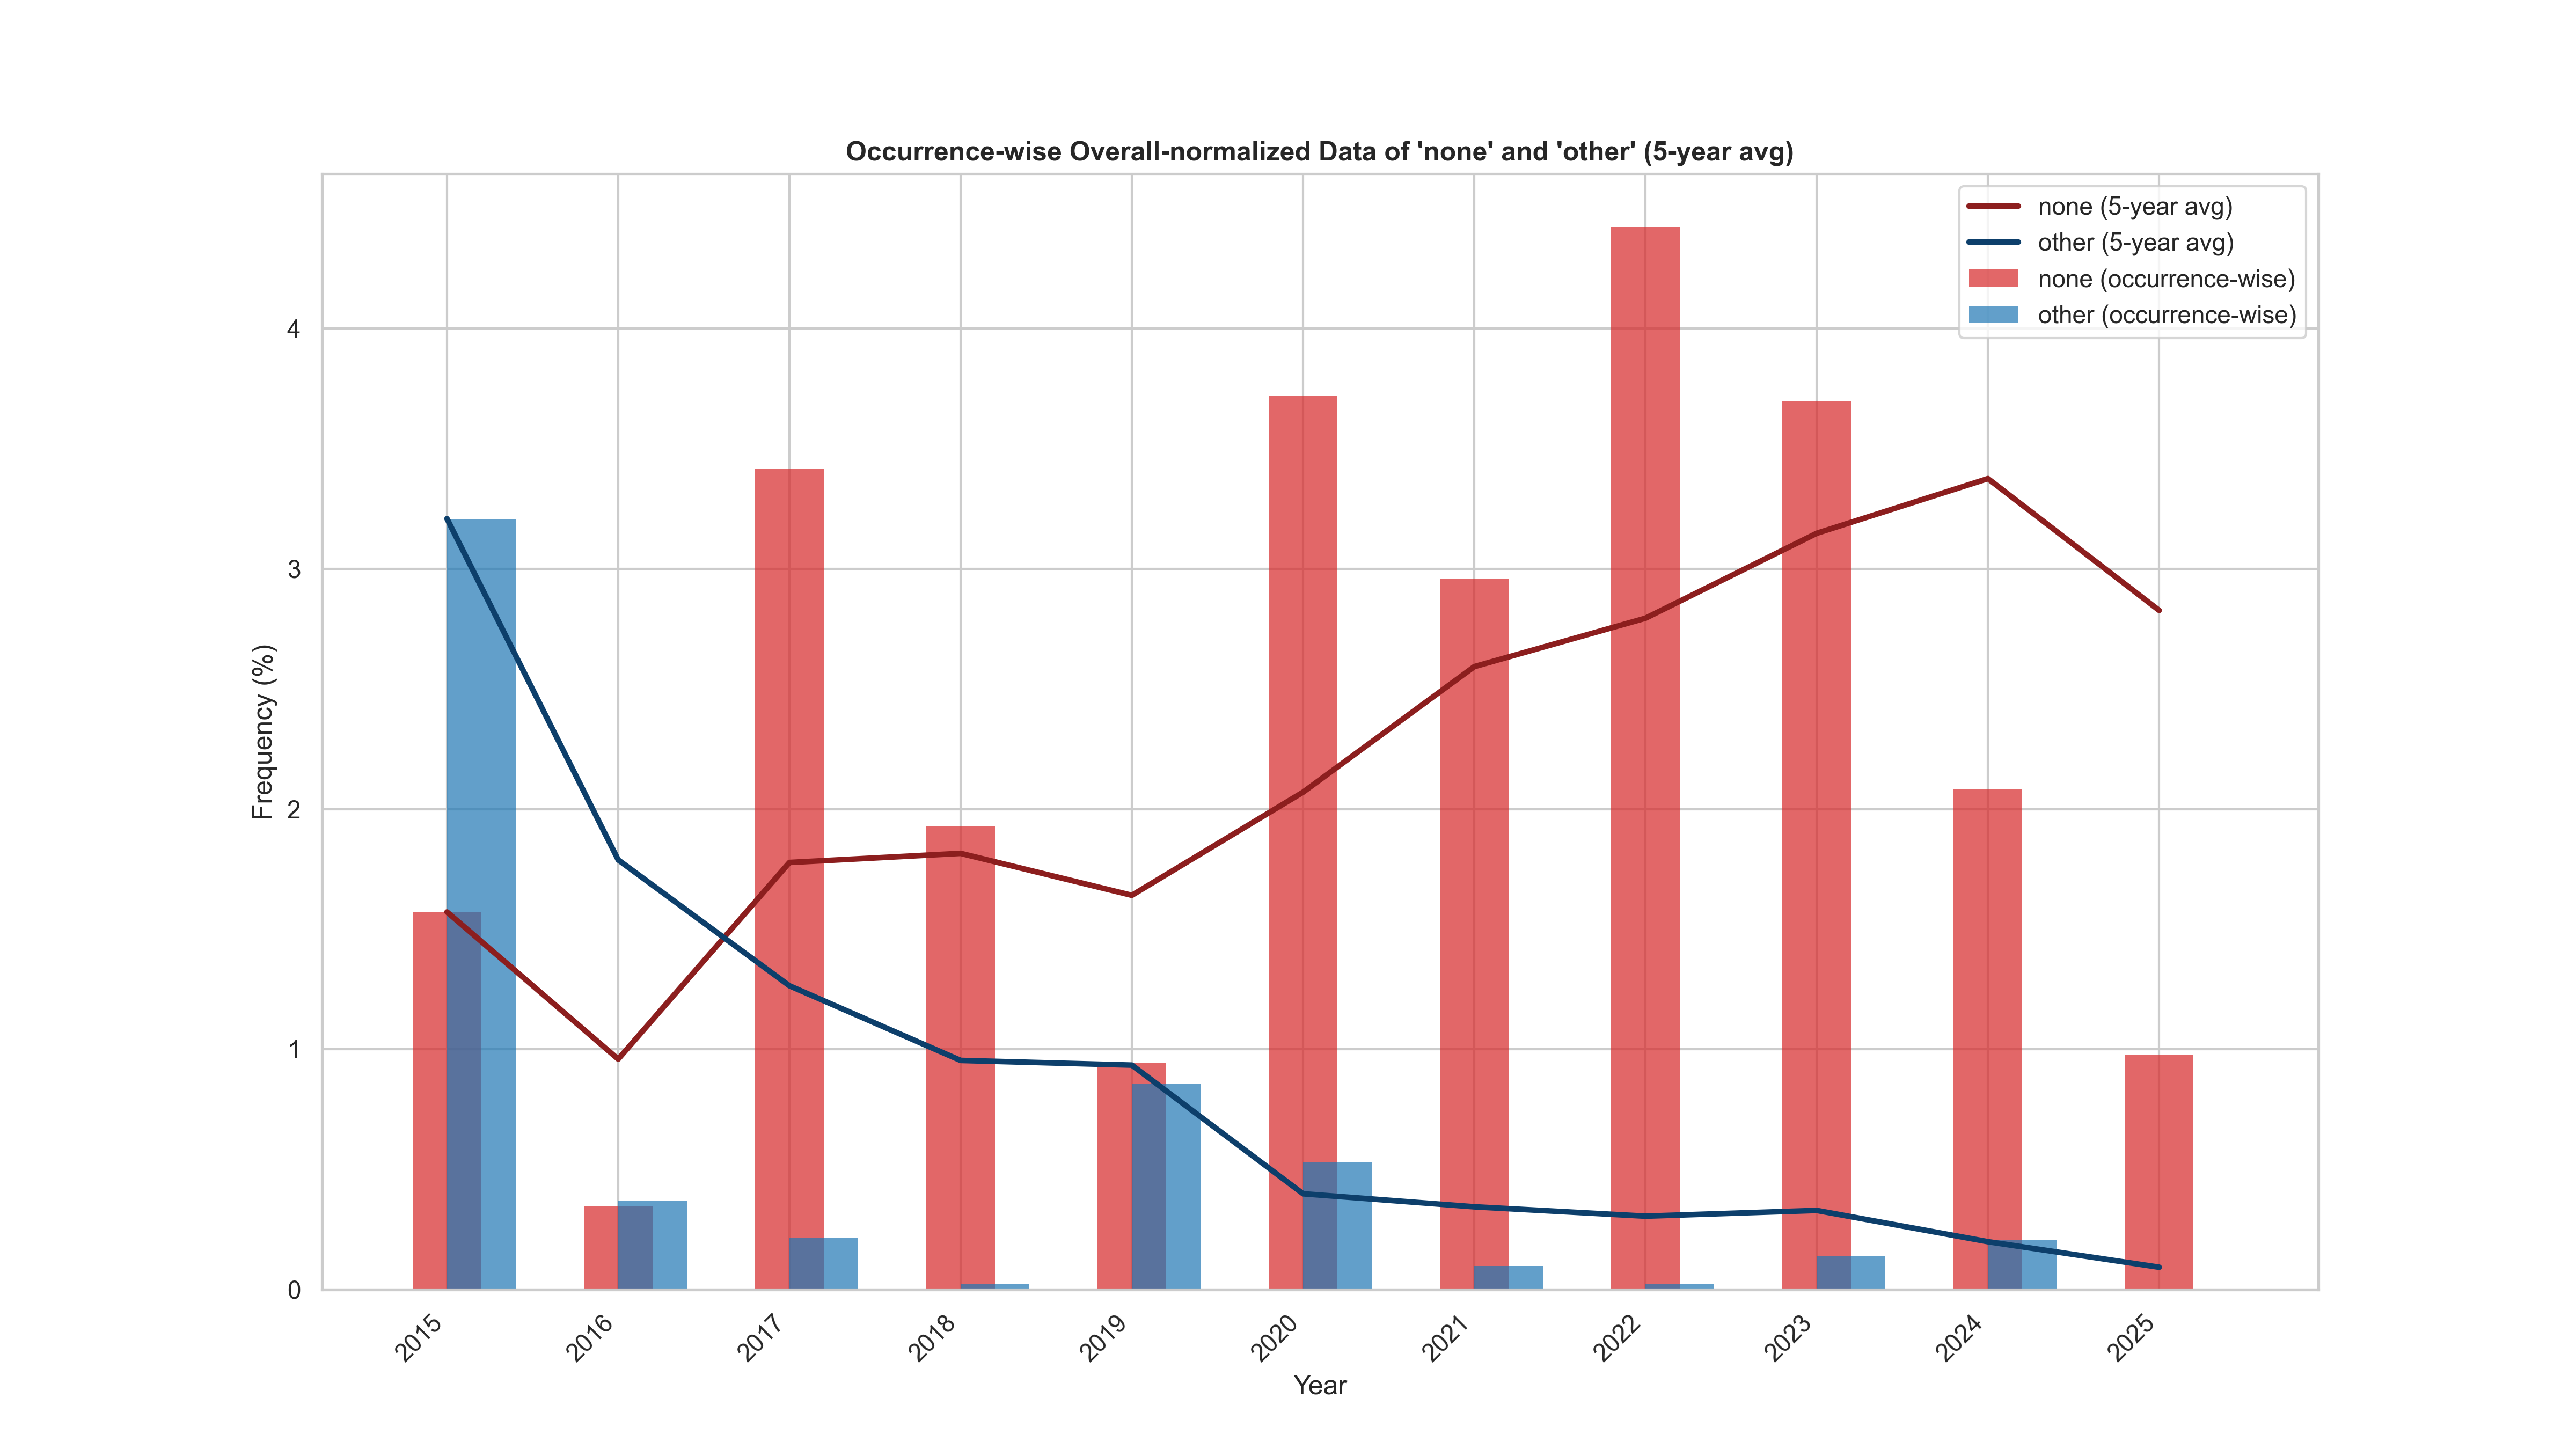 Occurrence-wise Overall-normalized Data of 'none' and 'other' (5-year avg)
none (5-year avg)
other (5-year avg)
none (occurrence-wise)
other (occurrence-wise)
Frequency (%)
4
3
2
1
0
2015
2016
2017
2018
2019
2020
2021
2022
2023
2024
2025
Year